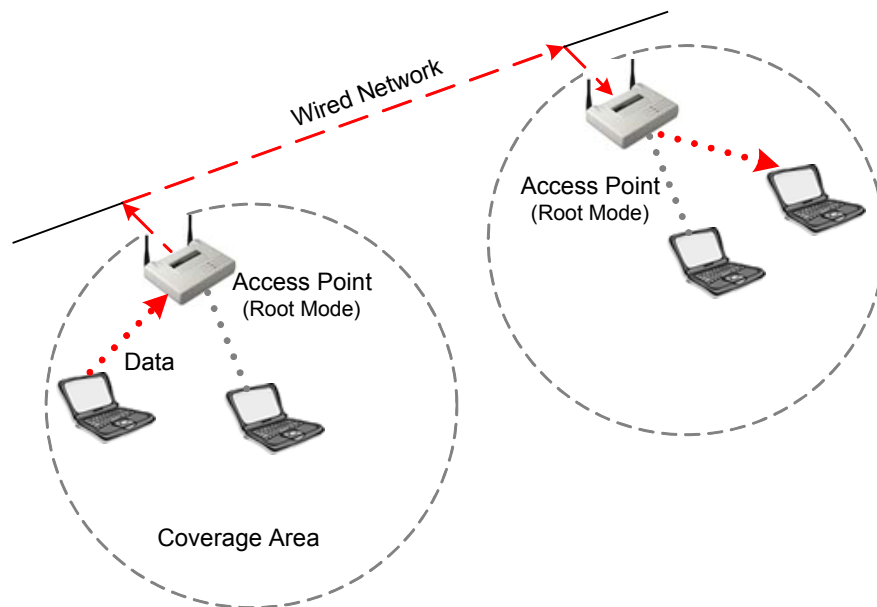 Wired Network
Access Point
(Root Mode)
Access Point
(Root Mode)
Data
Coverage Area